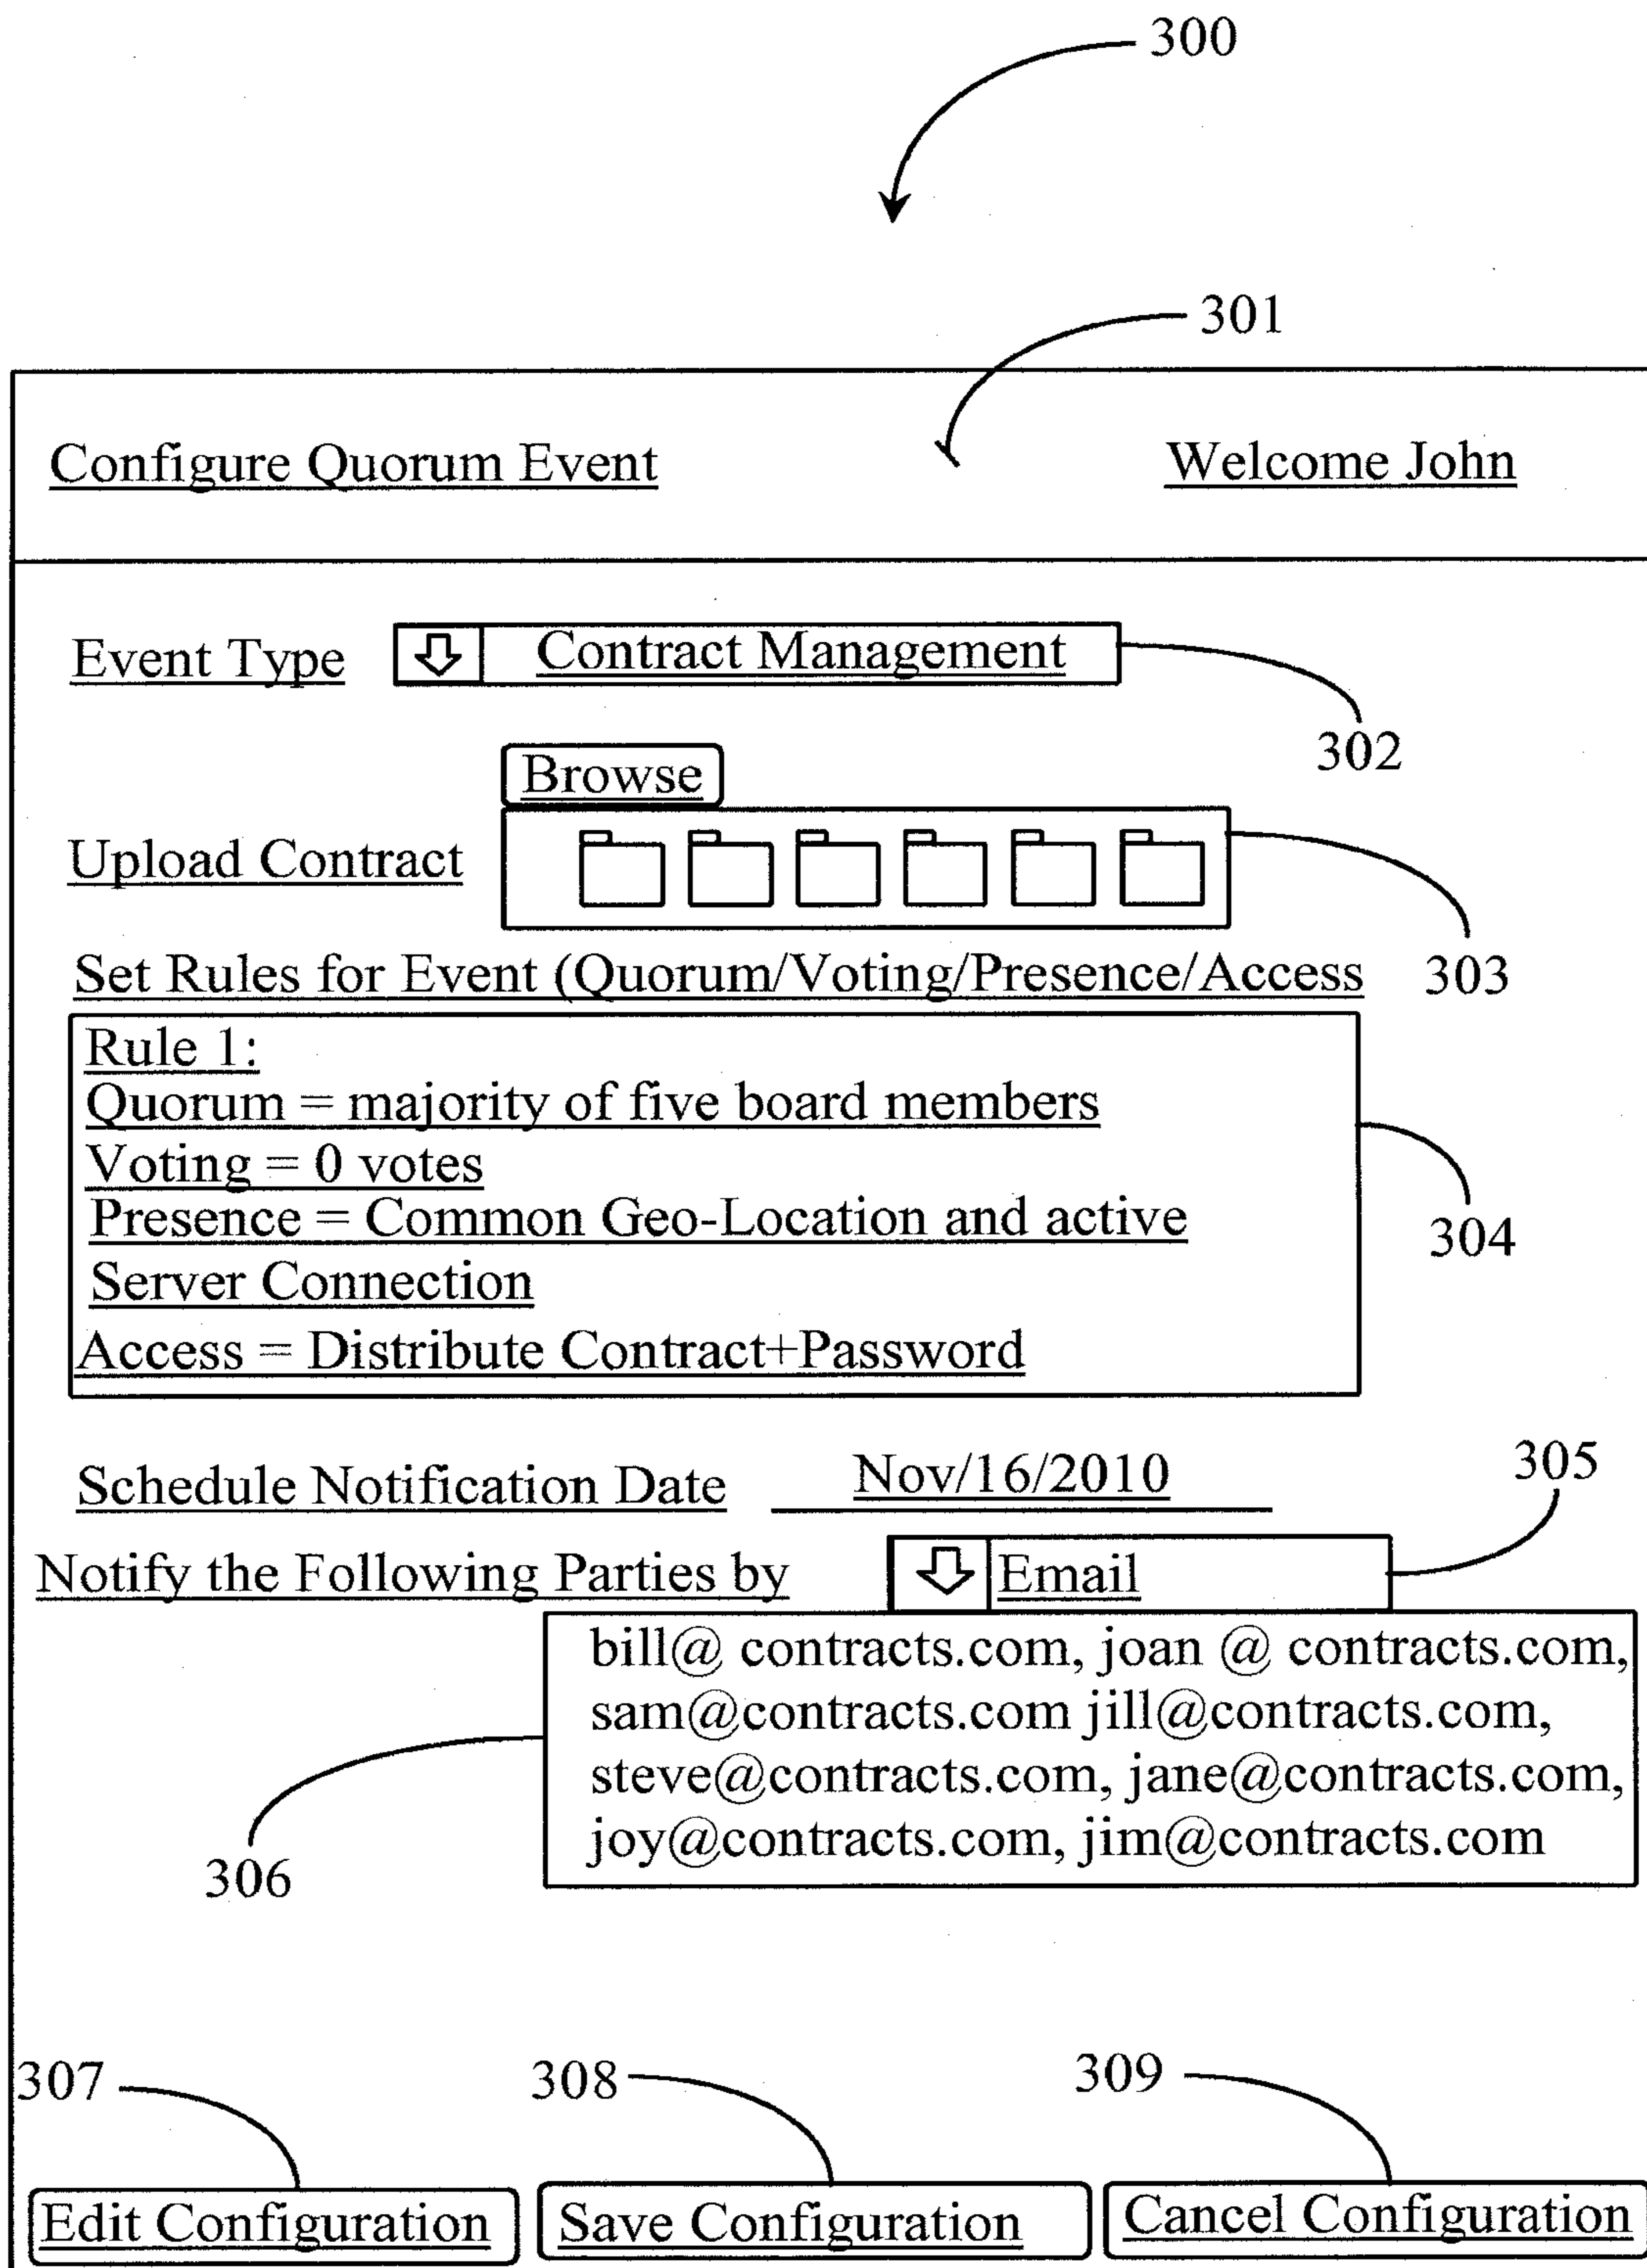 300
301
Configure Quorum Event Welcome John
Event Type Contract Management
302
Browse
Upload Contract
303
Set Rules for Event (Quorum/Voting/Presence/Access
Rule 1:
Quorum = majority of five board members
Voting = 0 votes
Presence = Common Geo-Location and active
Server Connection
Access = Distribute Contract+Password
304
Schedule Notification Date Nov/16/2010
305
Notify the Following Parties by Email
bill@ contracts.com, joan @ contracts.com,
sam@contracts.com jill@contracts.com,
steve@contracts.com, jane@contracts.com,
joy@contracts.com, jim@contracts.com
306
307 308 309
Edit Configuration Save Configuration Cancel Configuration